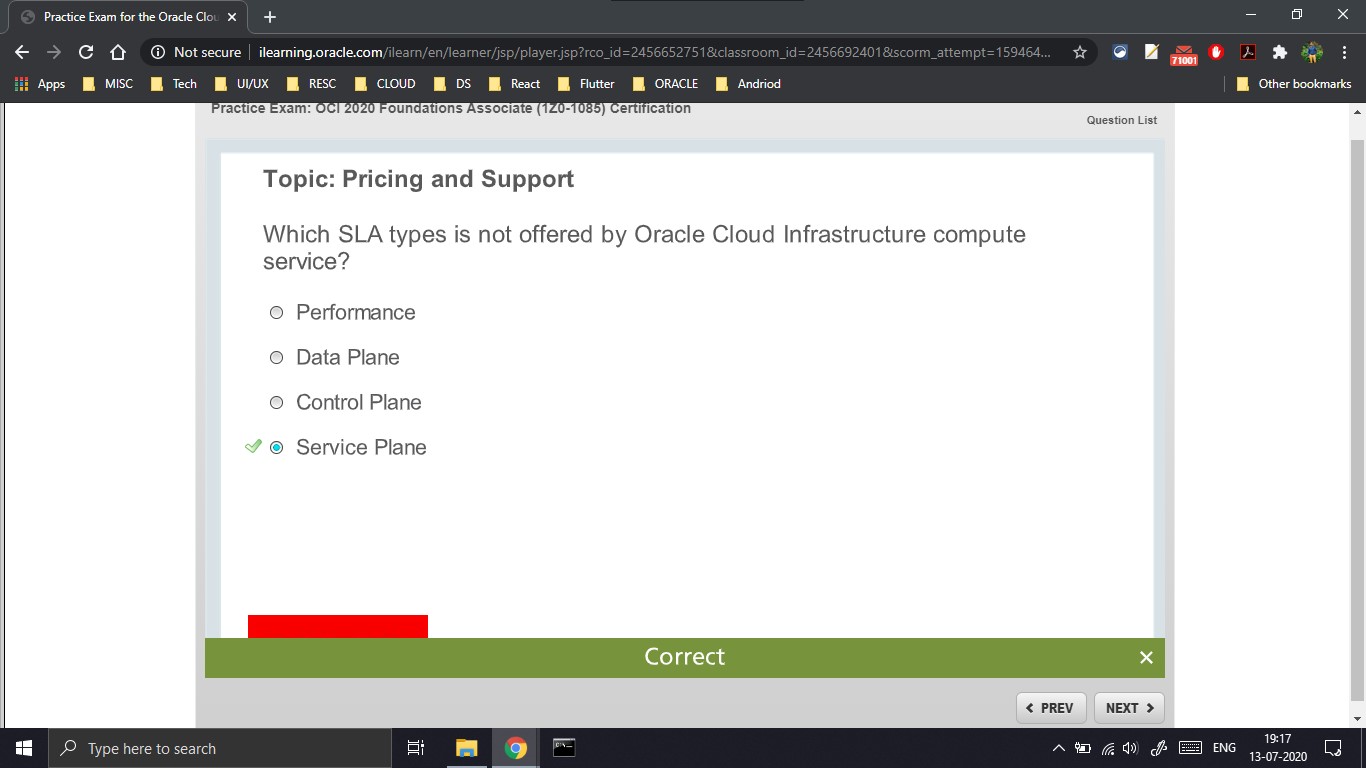 Practice Exam for the Oracle Clou
Not secure | ilearning.oracle.com/ilearn/en/learner/jsp/player.jsp?rco_id=2456652751&classroom_id=2456692401&scorm_attempt=159464...
71001
Apps MISC Tech UI/UX RESC CLOUD DS React Flutter ORACLE Andriod Other bookmarks
Practice Exam: OCI 2020 Foundations Associate (1Z0-1085) Certification
Question List
Topic: Pricing and Support
Which SLA types is not offered by Oracle Cloud Infrastructure compute
service?
Performance
Data Plane
Control Plane
Service Plane
Correct
PREV NEXT
Type here to search
ENG
19:17
13-07-2020